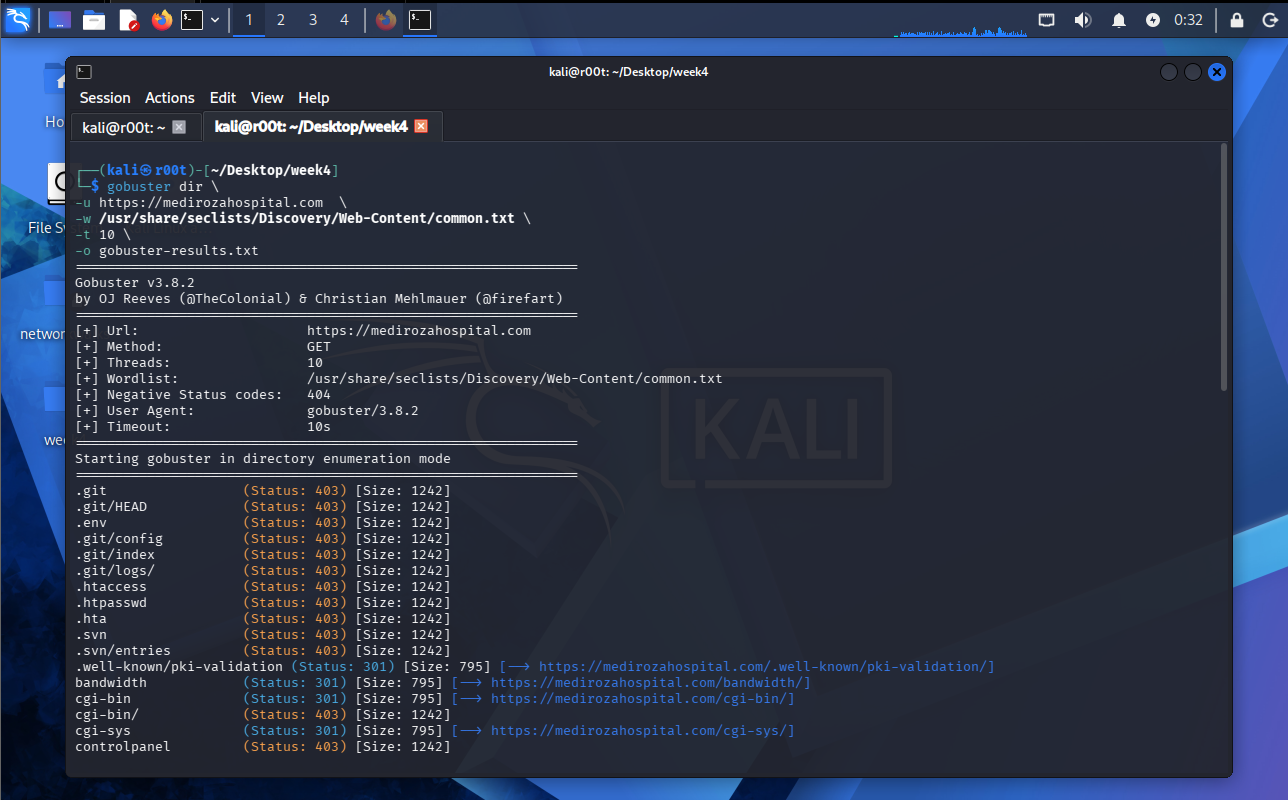 1 2 3 4 0:32
kali@r00t: ~/Desktop/week4
Session Actions Edit View Help
kali@r00t: ~ kali@r00t: ~/Desktop/week4
Ho
File Sys
networ
wee
┌──(kali㉿r00t)-[~/Desktop/week4]
└─$ gobuster dir \
-u https://medirozahospital.com \
-w /usr/share/seclists/Discovery/Web-Content/common.txt \
-t 10 \
-o gobuster-results.txt
===============================================================
Gobuster v3.8.2
by OJ Reeves (@TheColonial) & Christian Mehlmauer (@firefart)
===============================================================
[+] Url: https://medirozahospital.com
[+] Method: GET
[+] Threads: 10
[+] Wordlist: /usr/share/seclists/Discovery/Web-Content/common.txt
[+] Negative Status codes: 404
[+] User Agent: gobuster/3.8.2
[+] Timeout: 10s
===============================================================
Starting gobuster in directory enumeration mode
===============================================================
.git (Status: 403) [Size: 1242]
.git/HEAD (Status: 403) [Size: 1242]
.env (Status: 403) [Size: 1242]
.git/config (Status: 403) [Size: 1242]
.git/index (Status: 403) [Size: 1242]
.git/logs/ (Status: 403) [Size: 1242]
.htaccess (Status: 403) [Size: 1242]
.htpasswd (Status: 403) [Size: 1242]
.hta (Status: 403) [Size: 1242]
.svn (Status: 403) [Size: 1242]
.svn/entries (Status: 403) [Size: 1242]
.well-known/pki-validation (Status: 301) [Size: 795] [--> https://medirozahospital.com/.well-known/pki-validation/]
bandwidth (Status: 301) [Size: 795] [--> https://medirozahospital.com/bandwidth/]
cgi-bin (Status: 301) [Size: 795] [--> https://medirozahospital.com/cgi-bin/]
cgi-bin/ (Status: 403) [Size: 1242]
cgi-sys (Status: 301) [Size: 795] [--> https://medirozahospital.com/cgi-sys/]
controlpanel (Status: 403) [Size: 1242]
KALI